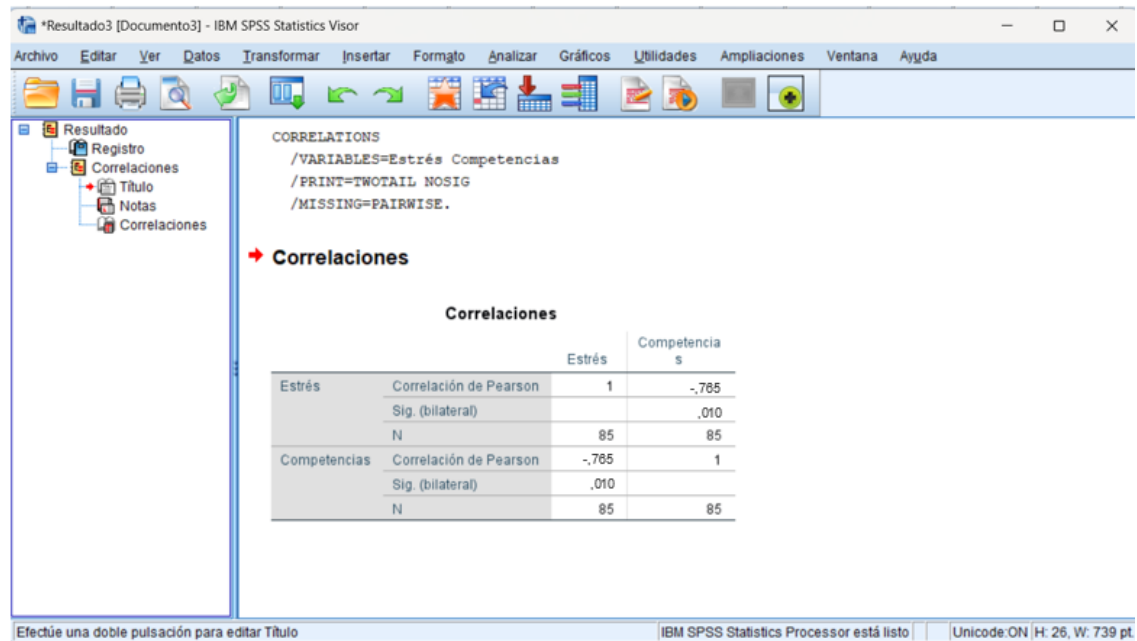 *Resultado3 [Documento3] - IBM SPSS Statistics Visor
Archivo Editar Ver Datos Transformar Insertar Formato Analizar Gráficos Utilidades Ampliaciones Ventana Ayuda
Resultado
Registro
Correlaciones
Título
Notas
Correlaciones
CORRELATIONS
/VARIABLES=Estrés Competencias
/PRINT=TWOTAIL NOSIG
/MISSING=PAIRWISE.
Correlaciones
Correlaciones
Estrés Competencia
s
Estrés Correlación de Pearson 1 -,765
Sig. (bilateral) ,010
N 85 85
Competencias Correlación de Pearson -,765 1
Sig. (bilateral) ,010
N 85 85
Efectúe una doble pulsación para editar Título IBM SPSS Statistics Processor está listo Unicode:ON H: 26, W: 739 pt